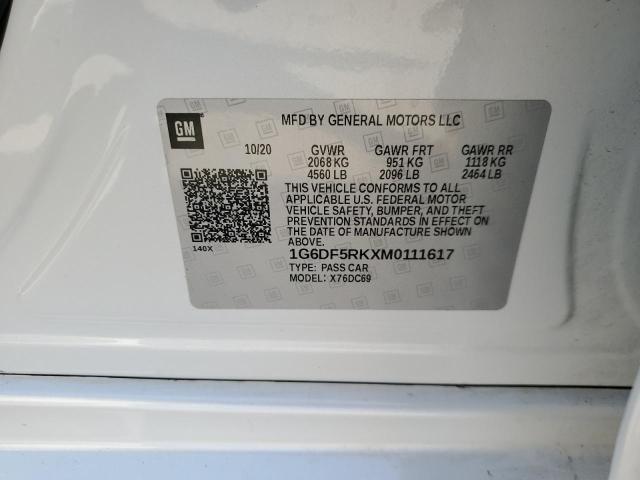 GM
MFD BY GENERAL MOTORS LLC
10/20 GVWR GAWR FRT GAWR RR
2068 KG 951 KG 1118 KG
4560 LB 2096 LB 2464 LB
THIS VEHICLE CONFORMS TO ALL
APPLICABLE U.S. FEDERAL MOTOR
VEHICLE SAFETY, BUMPER, AND THEFT
PREVENTION STANDARDS IN EFFECT ON
THE DATE OF MANUFACTURE SHOWN ABOVE.
140X
1G6DF5RKXM0111617
TYPE: PASS CAR
MODEL: X76DC69